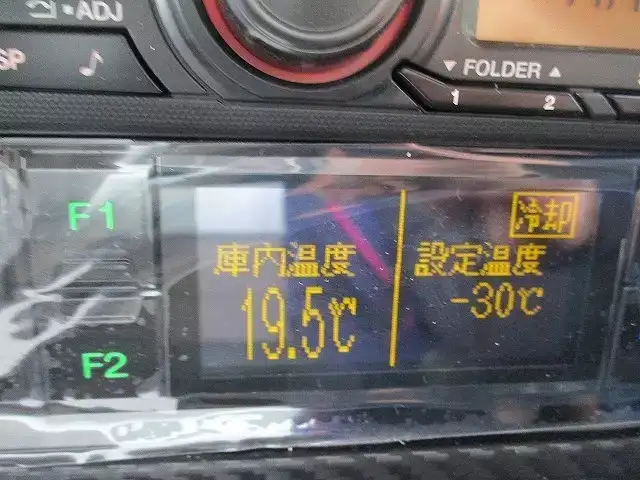 ADJ
SP
▼ FOLDER ▲
1 2
F1
冷却
庫内温度 設定温度
19.5℃ -30℃
F2